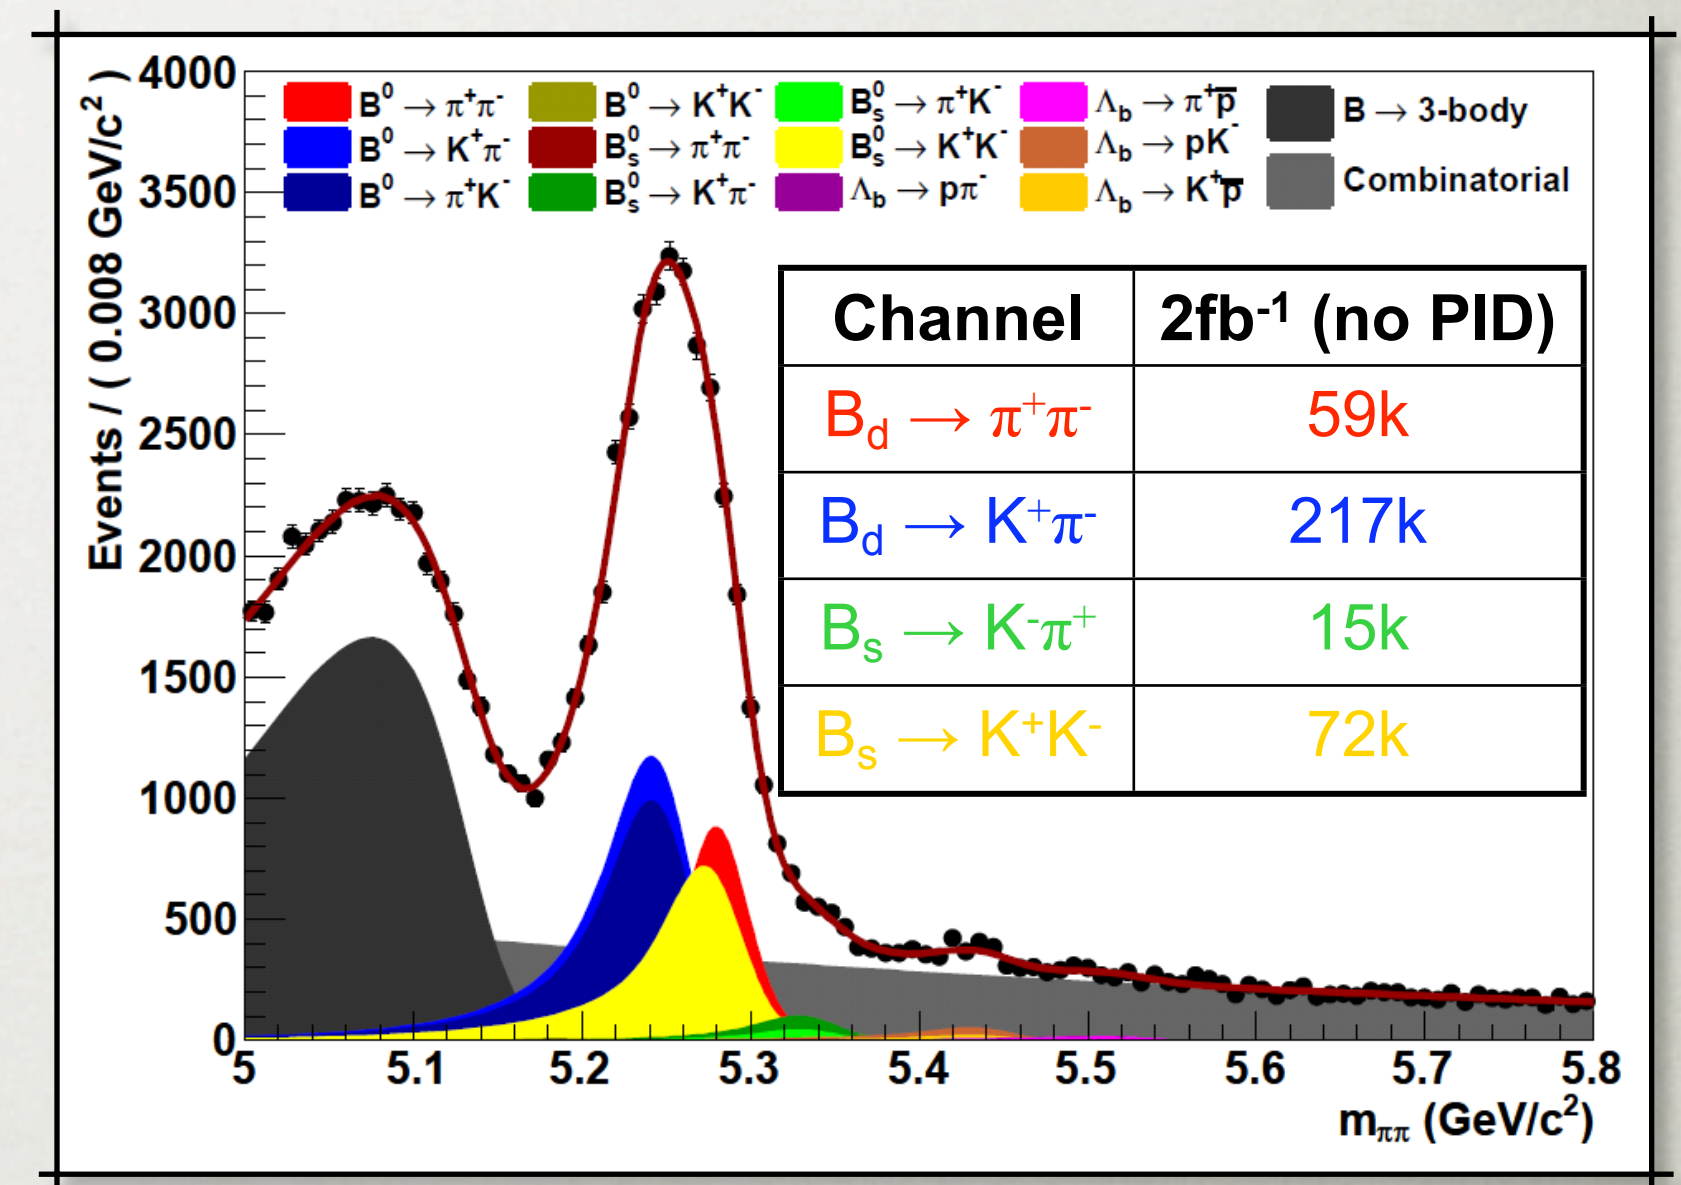 Events / ( 0.008 GeV/c² )
4000
3500
3000
2500
2000
1500
1000
500
0
B⁰ → π⁺π⁻
B⁰ → K⁺π⁻
B⁰ → π⁺K⁻
B⁰ → K⁺K⁻
B⁰ₛ → π⁺π⁻
B⁰ₛ → K⁺π⁻
B⁰ₛ → π⁺K⁻
B⁰ₛ → K⁺K⁻
Λb → pπ⁻
Λb → π⁺p̅
Λb → pK⁻
Λb → K⁺p̅
B → 3-body
Combinatorial
Channel 2fb⁻¹ (no PID)
Bd → π⁺π⁻ 59k
Bd → K⁺π⁻ 217k
Bs → K⁻π⁺ 15k
Bs → K⁺K⁻ 72k
5 5.1 5.2 5.3 5.4 5.5 5.6 5.7 5.8
mππ (GeV/c²)